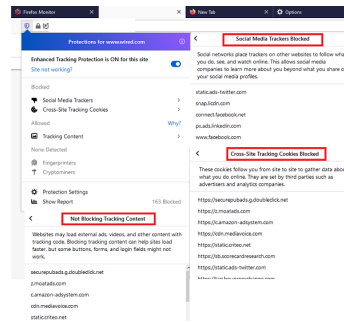 Firefox Monitor
New Tab
Options
Protections for www.wired.com
Enhanced Tracking Protection is ON for this site
Site not working?
Blocked
Social Media Trackers
Cross-Site Tracking Cookies
Allowed
Why?
Tracking Content
None Detected
Fingerprinters
Cryptominers
Protection Settings
Show Report
163 Blocked
Not Blocking Tracking Content
Websites may load external ads, videos, and other content with
tracking code. Blocking tracking content can help sites load
faster, but some buttons, forms, and login fields might not
work.
securepubads.g.doubleclick.net
z.moatads.com
c.amazon-adsystem.com
cdn.mediavoice.com
static.criteo.net
Social Media Trackers Blocked
Social networks place trackers on other websites to follow what
you do, see, and watch online. This allows social media
companies to learn more about you beyond what you share on
your social media profiles.
static.ads-twitter.com
snap.licdn.com
connect.facebook.net
px.ads.linkedin.com
www.facebook.com
Cross-Site Tracking Cookies Blocked
These cookies follow you from site to site to gather data about
what you do online. They are set by third parties such as
advertisers and analytics companies.
https://securepubads.g.doubleclick.net
https://z.moatads.com
https://c.amazon-adsystem.com
https://cdn.mediavoice.com
https://static.criteo.net
https://sb.scorecardresearch.com
https://static.ads-twitter.com